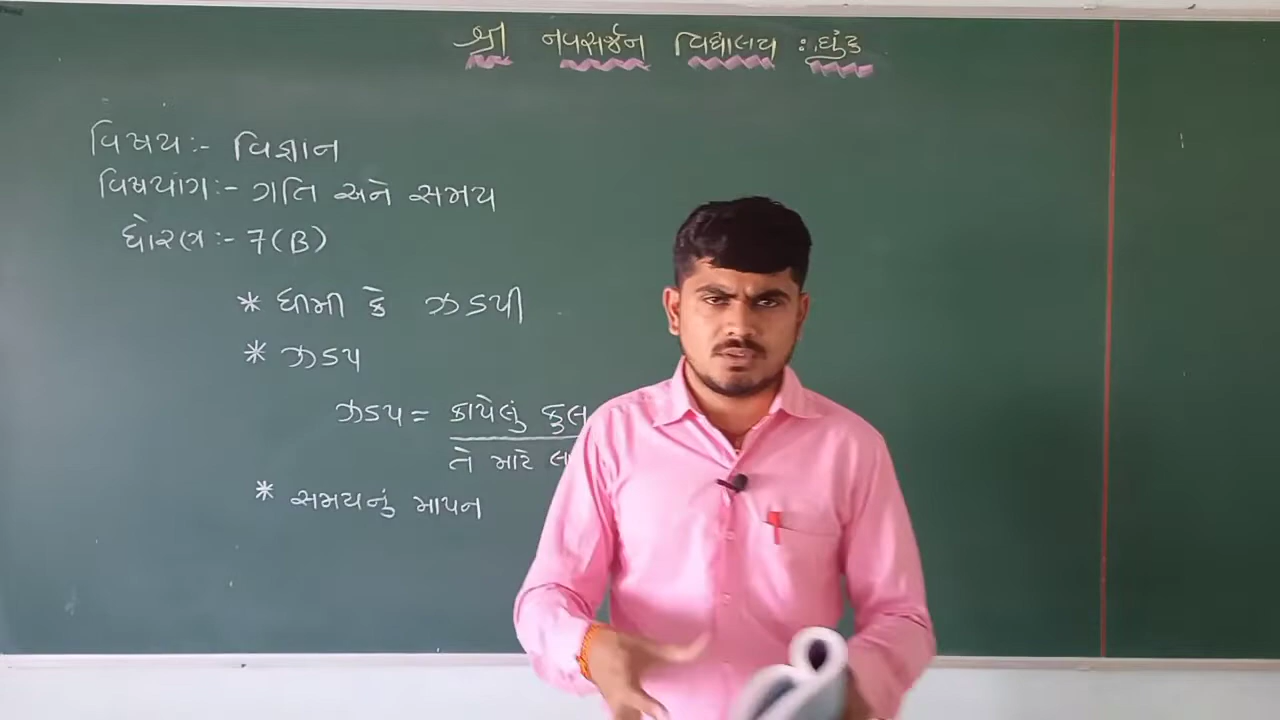 શ્રી નવસર્જન વિદ્યાલય : ઘુંટુ
વિષય :- વિજ્ઞાન
વિષયાંગ :- ગતિ અને સમય
ધોરણ :- 7 (B)
* ધીમી કે ઝડપી
* ઝડપ
ઝડપ = કાપેલું કુલ
તે માટે
* સમયનું માપન